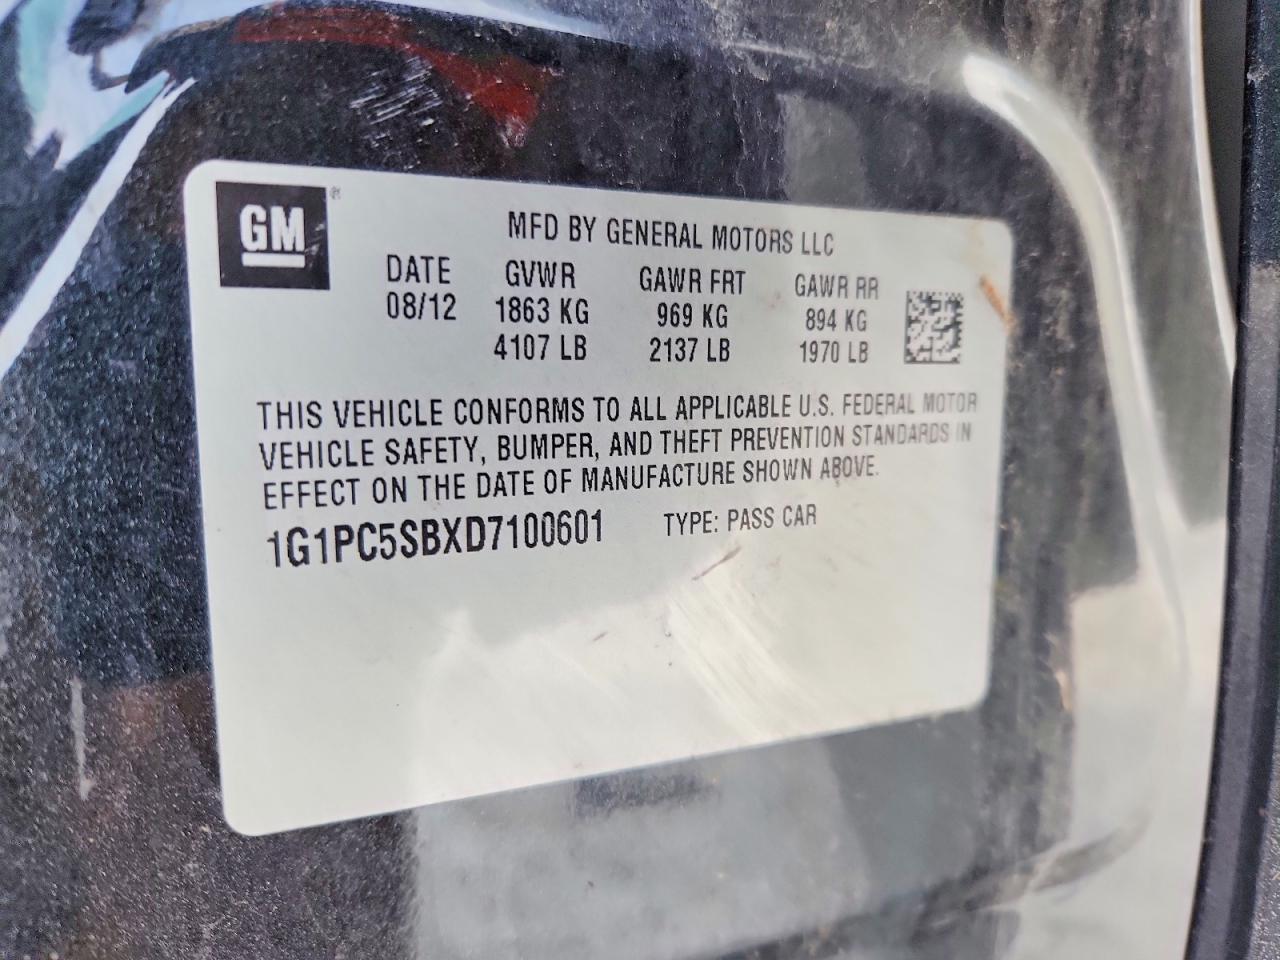 GM®
MFD BY GENERAL MOTORS LLC
DATE GVWR GAWR FRT GAWR RR
08/12 1863 KG 969 KG 894 KG
4107 LB 2137 LB 1970 LB
THIS VEHICLE CONFORMS TO ALL APPLICABLE U.S. FEDERAL MOTOR
VEHICLE SAFETY, BUMPER, AND THEFT PREVENTION STANDARDS IN
EFFECT ON THE DATE OF MANUFACTURE SHOWN ABOVE.
1G1PC5SBXD7100601 TYPE: PASS CAR